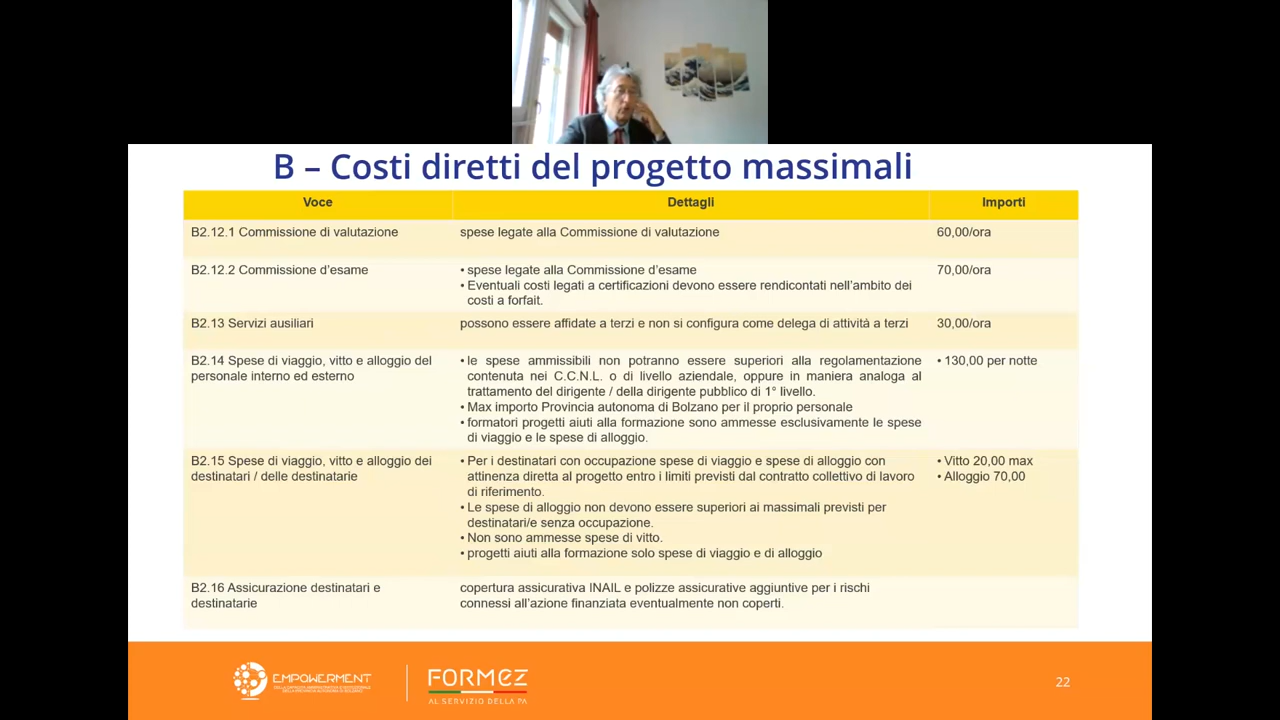 B – Costi diretti del progetto massimali
Voce
Dettagli
Importi
B2.12.1 Commissione di valutazione
spese legate alla Commissione di valutazione
60,00/ora
B2.12.2 Commissione d'esame
• spese legate alla Commissione d'esame
• Eventuali costi legati a certificazioni devono essere rendicontati nell'ambito dei
costi a forfait.
70,00/ora
B2.13 Servizi ausiliari
possono essere affidate a terzi e non si configura come delega di attività a terzi
30,00/ora
B2.14 Spese di viaggio, vitto e alloggio del
personale interno ed esterno
• le spese ammissibili non potranno essere superiori alla regolamentazione
contenuta nei C.C.N.L. o di livello aziendale, oppure in maniera analoga al
trattamento del dirigente / della dirigente pubblico di 1° livello.
• Max importo Provincia autonoma di Bolzano per il proprio personale
• formatori progetti aiuti alla formazione sono ammesse esclusivamente le spese
di viaggio e le spese di alloggio.
• 130,00 per notte
B2.15 Spese di viaggio, vitto e alloggio dei
destinatari / delle destinatarie
• Per i destinatari con occupazione spese di viaggio e spese di alloggio con
attinenza diretta al progetto entro i limiti previsti dal contratto collettivo di lavoro
di riferimento.
• Le spese di alloggio non devono essere superiori ai massimali previsti per
destinatari/e senza occupazione.
• Non sono ammesse spese di vitto.
• progetti aiuti alla formazione solo spese di viaggio e di alloggio
• Vitto 20,00 max
• Alloggio 70,00
B2.16 Assicurazione destinatari e
destinatarie
copertura assicurativa INAIL e polizze assicurative aggiuntive per i rischi
connessi all'azione finanziata eventualmente non coperti.
EMPOWERMENT
FORMEZ
AL SERVIZIO DELLA PA
22